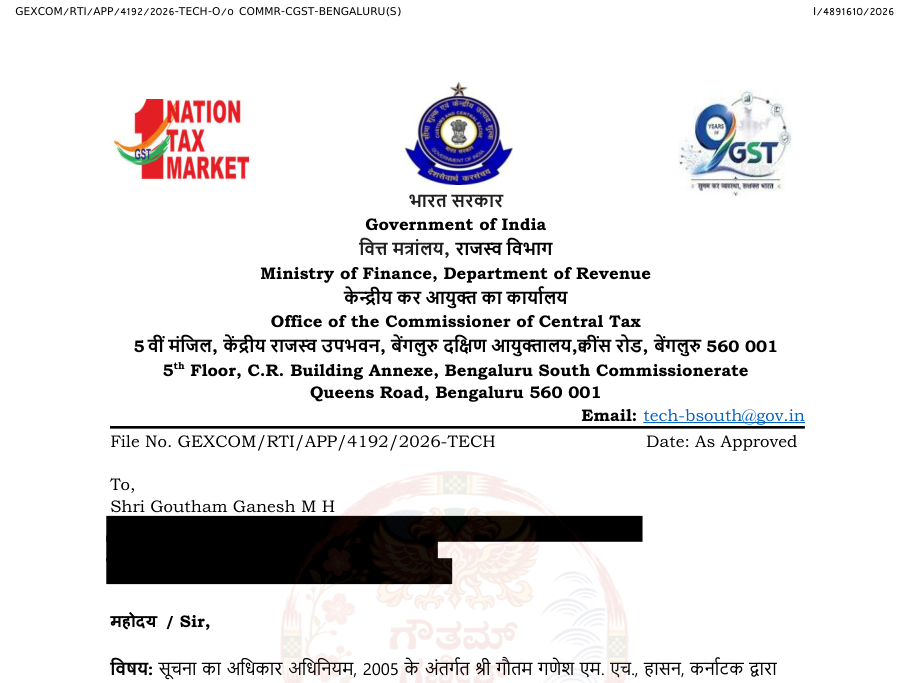 GEXCOM/RTI/APP/4192/2026-TECH-O/o COMMR-CGST-BENGALURU(S) I/4891610/2026
1 NATION
TAX
MARKET
GST
9 YEARS OF GST
भारत सरकार
Government of India
वित्त मत्रांलय, राजस्व विभाग
Ministry of Finance, Department of Revenue
केन्द्रीय कर आयुक्त का कार्यालय
Office of the Commissioner of Central Tax
5 वीं मंजिल, केंद्रीय राजस्व उपभवन, बेंगलुरु दक्षिण आयुक्तालय,क्वींस रोड, बेंगलुरु 560 001
5th Floor, C.R. Building Annexe, Bengaluru South Commissionerate
Queens Road, Bengaluru 560 001
Email: tech-bsouth@gov.in
File No. GEXCOM/RTI/APP/4192/2026-TECH Date: As Approved
To,
Shri Goutham Ganesh M H
महोदय / Sir,
ಗೌತಮ್
विषय: सूचना का अधिकार अधिनियम, 2005 के अंतर्गत श्री गौतम गणेश एम. एच., हासन, कर्नाटक द्वारा